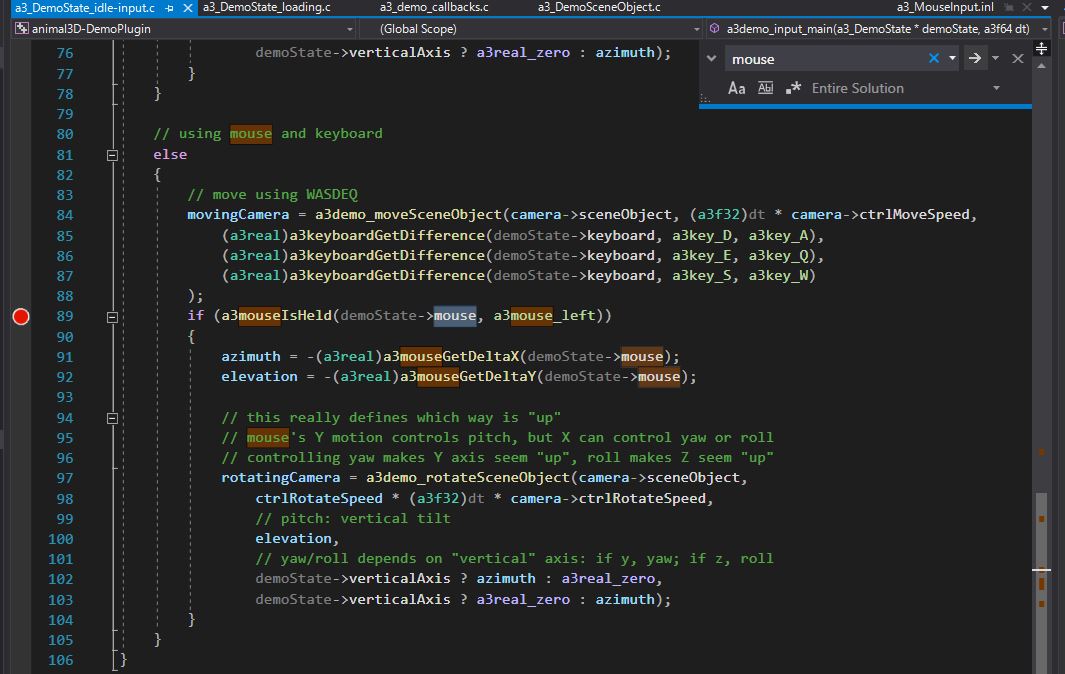 a3_DemoState_idle-input.c a3_DemoState_loading.c a3_demo_callbacks.c a3_DemoSceneObject.c a3_MouseInput.inl
animal3D-DemoPlugin (Global Scope) a3demo_input_main(a3_DemoState * demoState, a3f64 dt)
mouse
Aa Ab| Entire Solution
76 demoState->verticalAxis ? a3real_zero : azimuth);
77 }
78 }
79
80 // using mouse and keyboard
81 else
82 {
83 // move using WASDEQ
84 movingCamera = a3demo_moveSceneObject(camera->sceneObject, (a3f32)dt * camera->ctrlMoveSpeed,
85 (a3real)a3keyboardGetDifference(demoState->keyboard, a3key_D, a3key_A),
86 (a3real)a3keyboardGetDifference(demoState->keyboard, a3key_E, a3key_Q),
87 (a3real)a3keyboardGetDifference(demoState->keyboard, a3key_S, a3key_W)
88 );
89 if (a3mouseIsHeld(demoState->mouse, a3mouse_left))
90 {
91 azimuth = -(a3real)a3mouseGetDeltaX(demoState->mouse);
92 elevation = -(a3real)a3mouseGetDeltaY(demoState->mouse);
93
94 // this really defines which way is "up"
95 // mouse's Y motion controls pitch, but X can control yaw or roll
96 // controlling yaw makes Y axis seem "up", roll makes Z seem "up"
97 rotatingCamera = a3demo_rotateSceneObject(camera->sceneObject,
98 ctrlRotateSpeed * (a3f32)dt * camera->ctrlRotateSpeed,
99 // pitch: vertical tilt
100 elevation,
101 // yaw/roll depends on "vertical" axis: if y, yaw; if z, roll
102 demoState->verticalAxis ? azimuth : a3real_zero,
103 demoState->verticalAxis ? a3real_zero : azimuth);
104 }
105 }
106 }